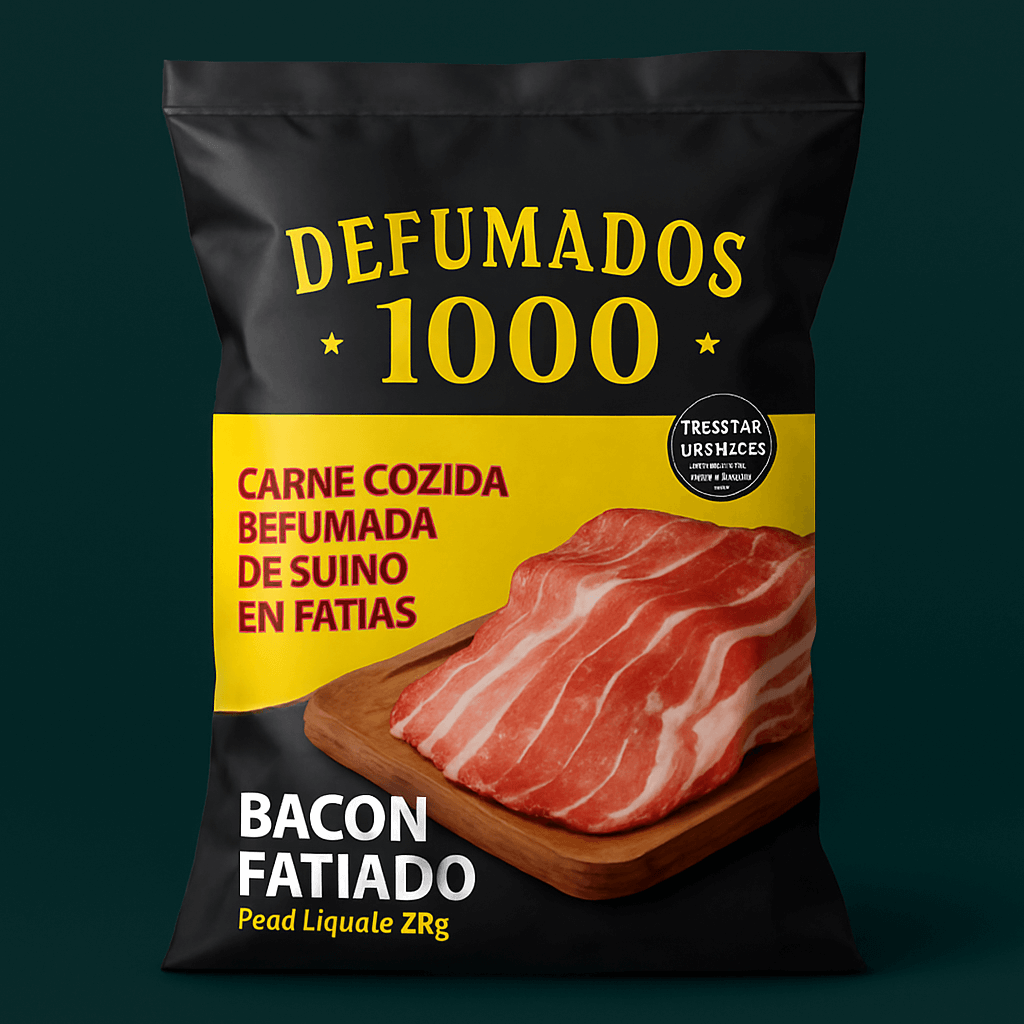 DEFUMADOS
1000
TRESSTAR
URSHZCES
CARNE COZIDA
BEFUMADA
DE SUINO
EN FATIAS
BACON
FATIADO
Pead Liquale ZRg